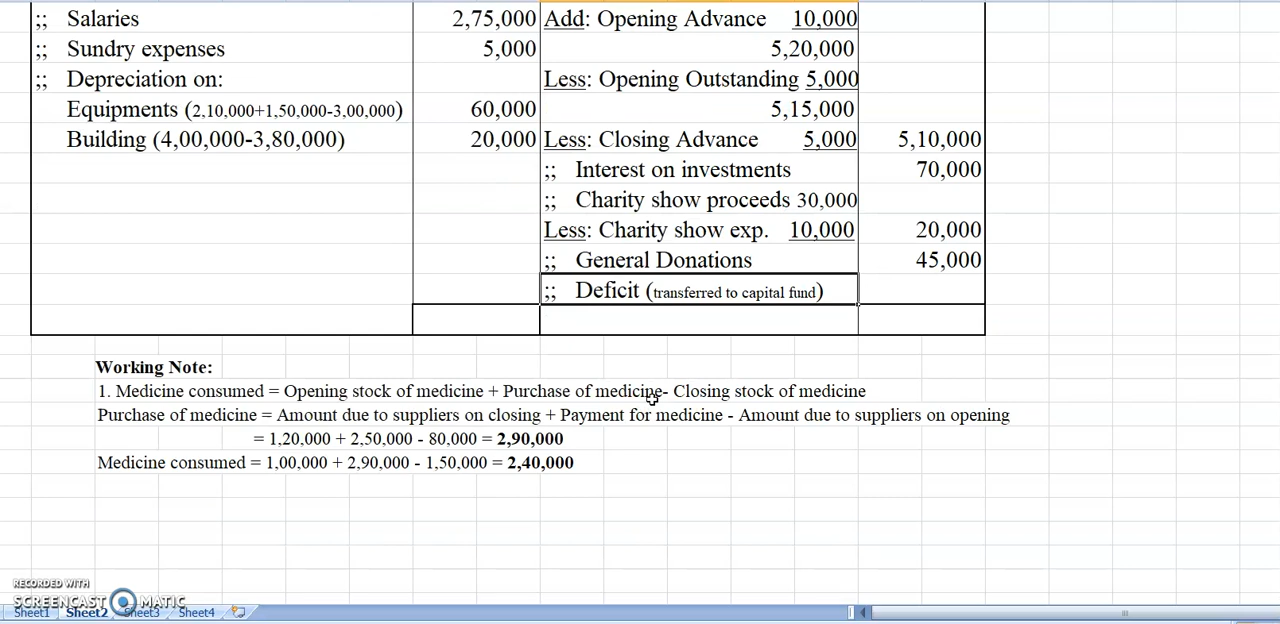 ;; Salaries 2,75,000 Add: Opening Advance 10,000
;; Sundry expenses 5,000 5,20,000
;; Depreciation on: Less: Opening Outstanding 5,000
Equipments (2,10,000+1,50,000-3,00,000) 60,000 5,15,000
Building (4,00,000-3,80,000) 20,000 Less: Closing Advance 5,000 5,10,000
;; Interest on investments 70,000
;; Charity show proceeds 30,000
Less: Charity show exp. 10,000 20,000
;; General Donations 45,000
;; Deficit (transferred to capital fund)
Working Note:
1. Medicine consumed = Opening stock of medicine + Purchase of medicine- Closing stock of medicine
Purchase of medicine = Amount due to suppliers on closing + Payment for medicine - Amount due to suppliers on opening
= 1,20,000 + 2,50,000 - 80,000 = 2,90,000
Medicine consumed = 1,00,000 + 2,90,000 - 1,50,000 = 2,40,000
RECORDED WITH
SCREENCAST MATIC
Sheet1 Sheet2 Sheet3 Sheet4